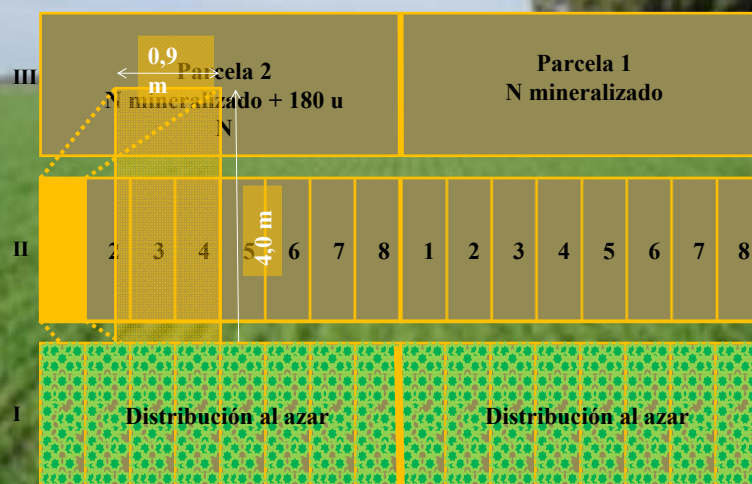 III
0,9
m
Parcela 2
N mineralizado + 180 u
N
Parcela 1
N mineralizado
II
2 3 4 5 6 7 8 1 2 3 4 5 6 7 8
4,0 m
I
Distribución al azar
Distribución al azar